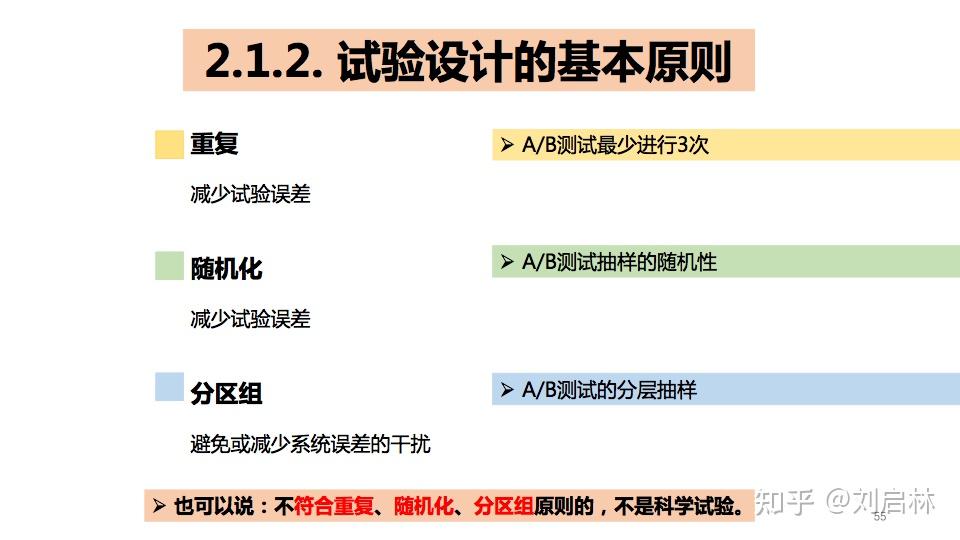 2.1.2. 试验设计的基本原则
重复
➢ A/B测试最少进行3次
减少试验误差
随机化
➢ A/B测试抽样的随机性
减少试验误差
分区组
➢ A/B测试的分层抽样
避免或减少系统误差的干扰
➢ 也可以说：不符合重复、随机化、分区组原则的，不是科学试验。
知乎 @刘启林
55